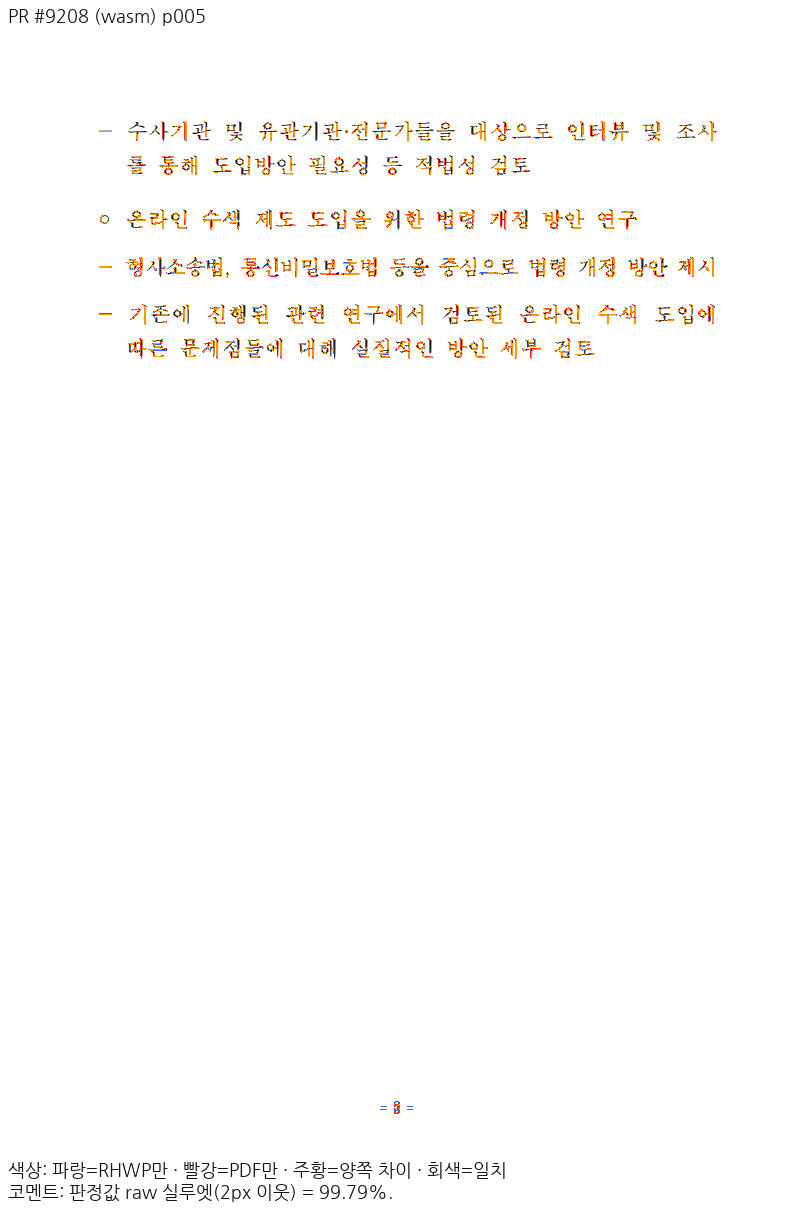 PR #9208 (wasm) p005
− 수사기관 및 유관기관·전문가들을 대상으로 인터뷰 및 조사
를 통해 도입방안 필요성 등 적법성 검토
○ 온라인 수색 제도 도입을 위한 법령 개정 방안 연구
− 형사소송법, 통신비밀보호법 등을 중심으로 법령 개정 방안 제시
− 기존에 진행된 관련 연구에서 검토된 온라인 수색 도입에
따른 문제점들에 대해 실질적인 방안 세부 검토
색상: 파랑=RHWP만 · 빨강=PDF만 · 주황=양쪽 차이 · 회색=일치
코멘트: 판정값 raw 실루엣(2px 이웃) = 99.79%.